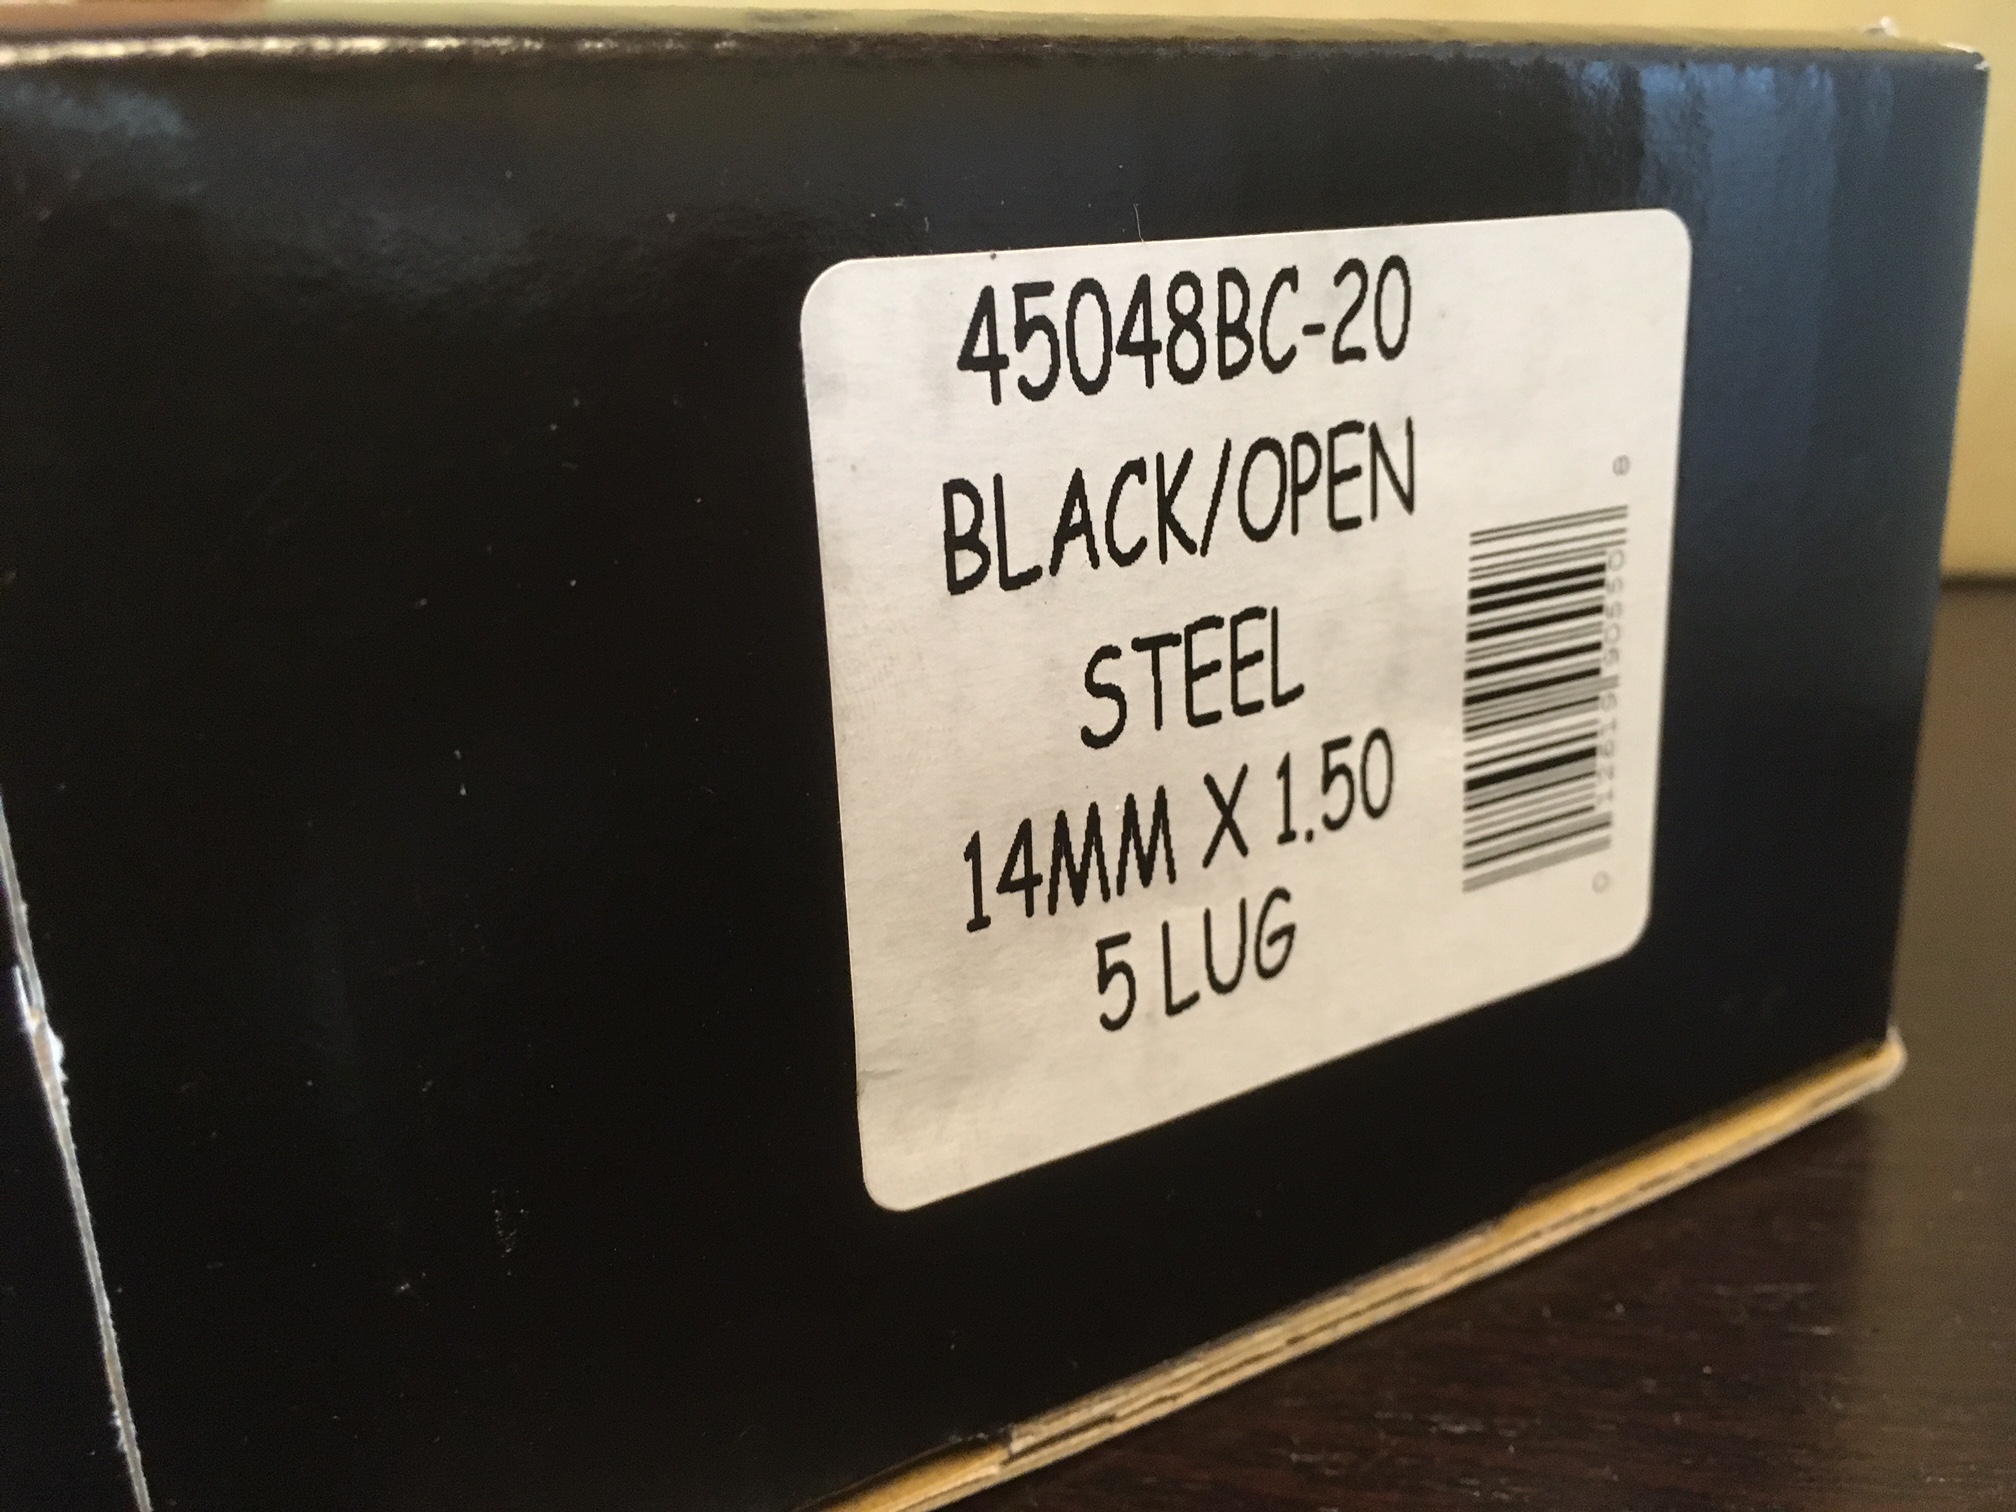 45048BC-20
BLACK/OPEN
STEEL
14MM X 1.50
5 LUG